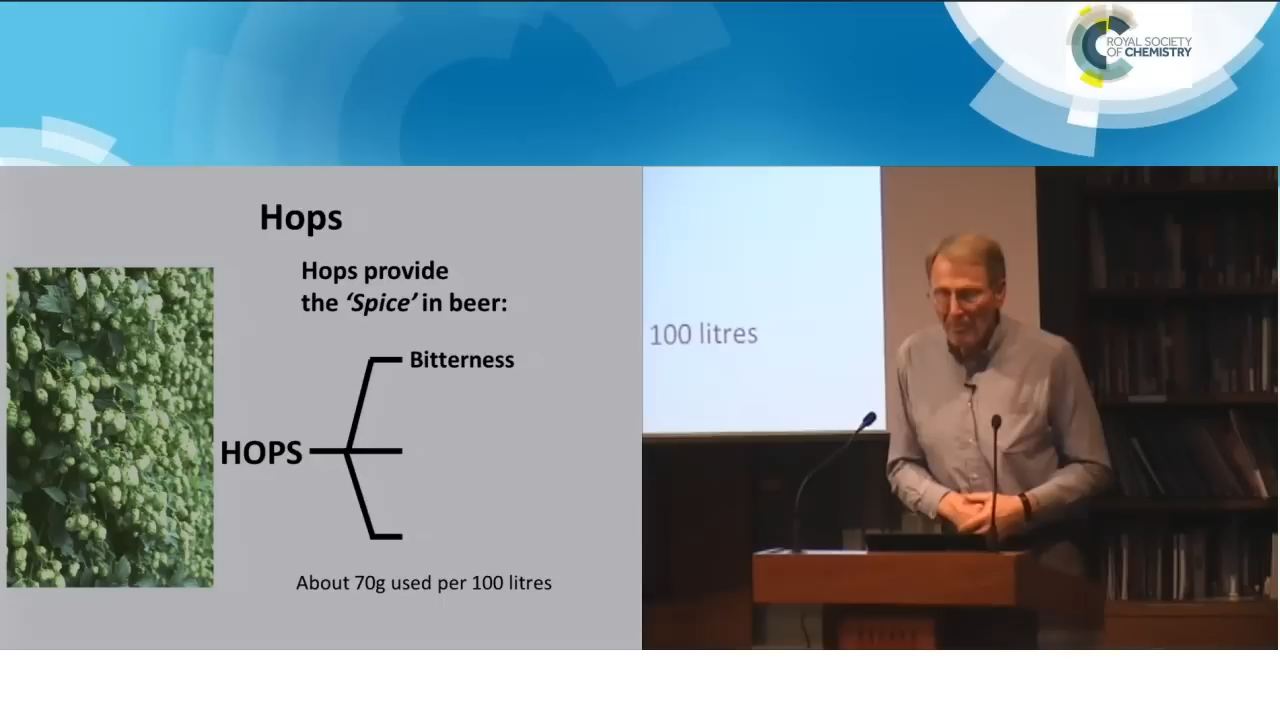 ROYAL SOCIETY
OF CHEMISTRY
Hops
Hops provide
the ‘Spice’ in beer:
Bitterness
HOPS
About 70g used per 100 litres
100 litres